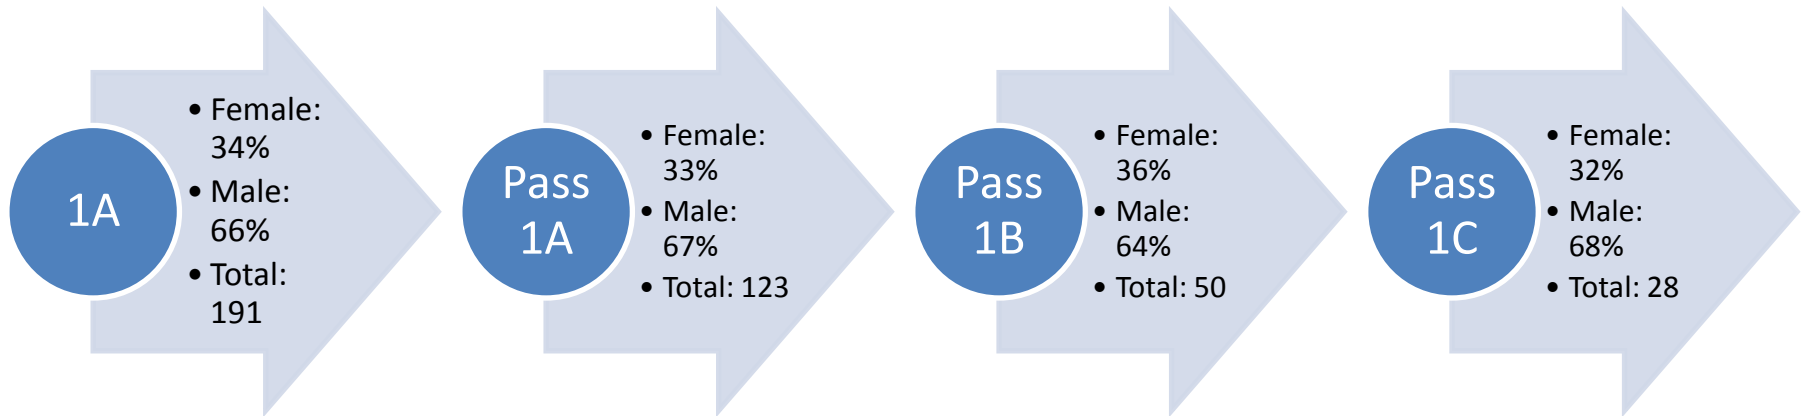 1A
• Female:
34%
• Male:
66%
• Total:
191
Pass
1A
• Female:
33%
• Male:
67%
• Total: 123
Pass
1B
• Female:
36%
• Male:
64%
• Total: 50
Pass
1C
• Female:
32%
• Male:
68%
• Total: 28